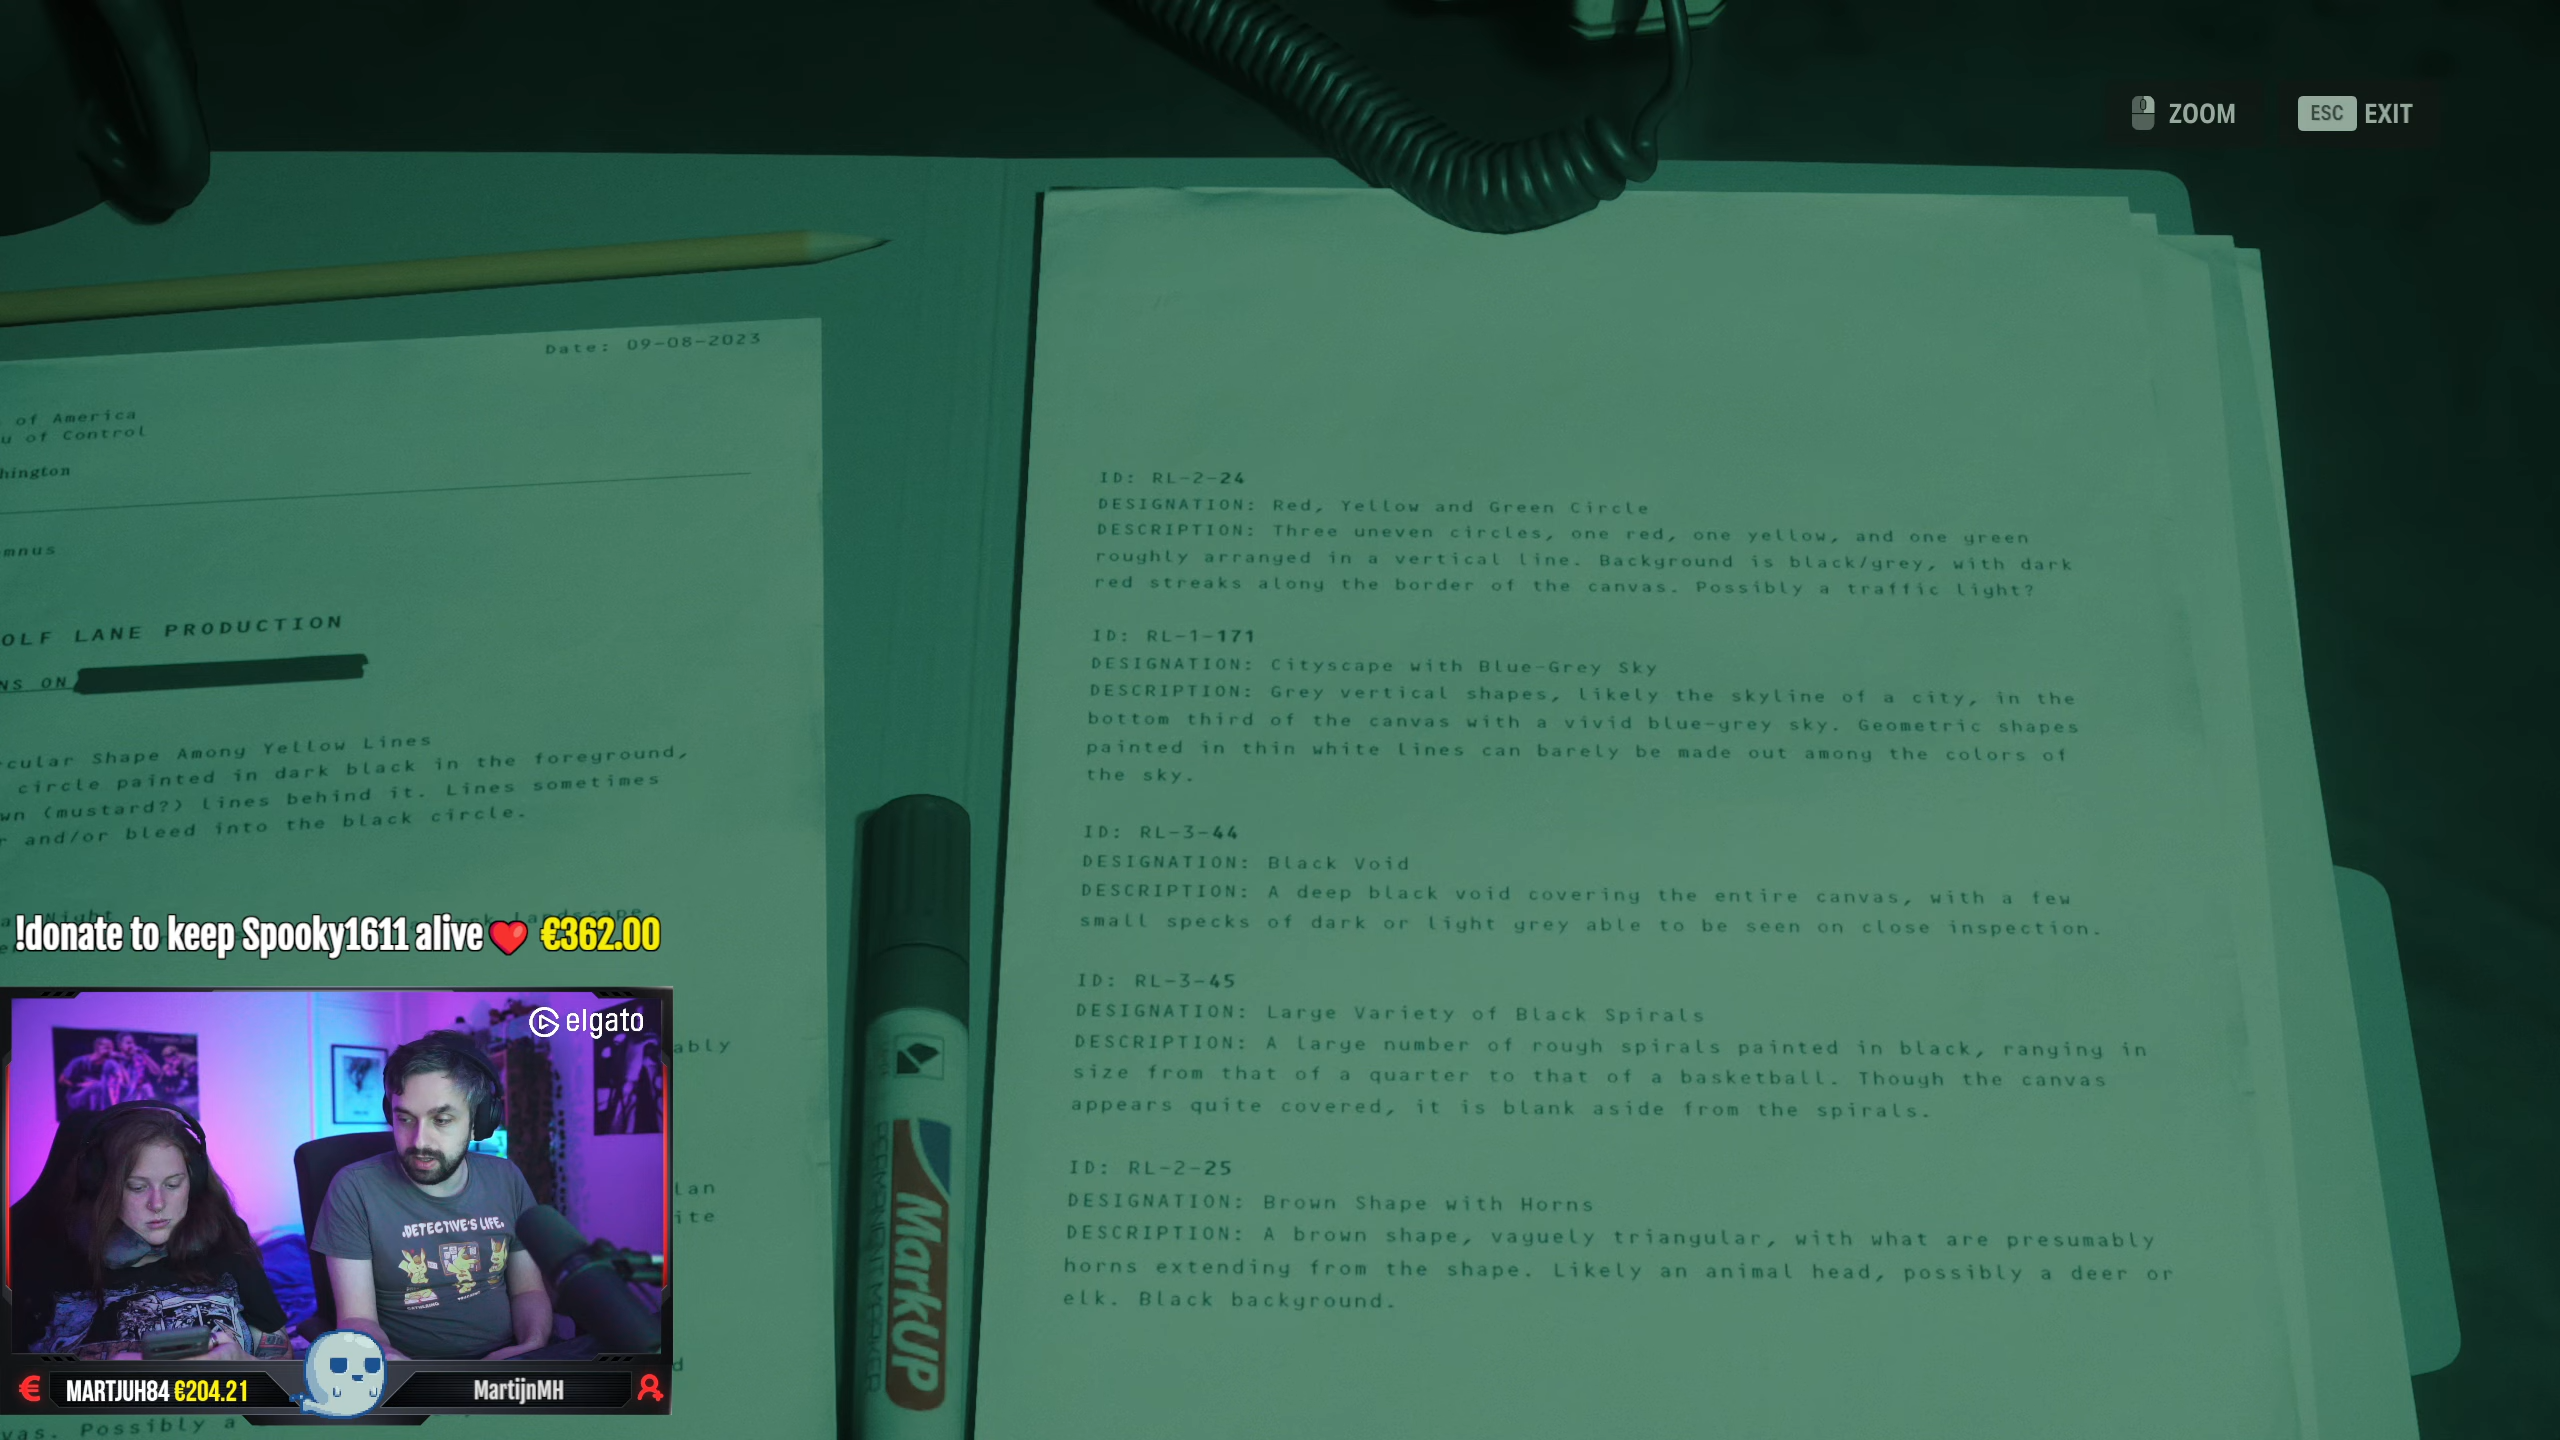 ZOOM
ESC EXIT
Date: 09-08-2023
of America
of Control
OLF LANE PRODUCTION
NS ON
Shape Among Yellow Lines
circle painted in dark black in the foreground,
(mustard?) lines behind it. Lines sometimes
and/or bleed into the black circle.
Night
ID: RL-2-24
DESIGNATION: Red, Yellow and Green Circle
DESCRIPTION: Three uneven circles, one red, one yellow, and one green
roughly arranged in a vertical line. Background is black/grey, with dark
red streaks along the border of the canvas. Possibly a traffic light?
ID: RL-1-171
DESIGNATION: Cityscape with Blue-Grey Sky
DESCRIPTION: Grey vertical shapes, likely the skyline of a city, in the
bottom third of the canvas with a vivid blue-grey sky. Geometric shapes
painted in thin white lines can barely be made out among the colors of
the sky.
ID: RL-3-44
DESIGNATION: Black Void
DESCRIPTION: A deep black void covering the entire canvas, with a few
small specks of dark or light grey able to be seen on close inspection.
ID: RL-3-45
DESIGNATION: Large Variety of Black Spirals
DESCRIPTION: A large number of rough spirals painted in black, ranging in
size from that of a quarter to that of a basketball. Though the canvas
appears quite covered, it is blank aside from the spirals.
ID: RL-2-25
DESIGNATION: Brown Shape with Horns
DESCRIPTION: A brown shape, vaguely triangular, with what are presumably
horns extending from the shape. Likely an animal head, possibly a deer or
elk. Black background.
MarkUP
PERMANENT MARKER
!donate to keep Spooky1611 alive ❤ €362.00
elgato
DETECTIVE'S LIFE
€ MARTJUH84 €204.21
MartijnMH
Possibly a